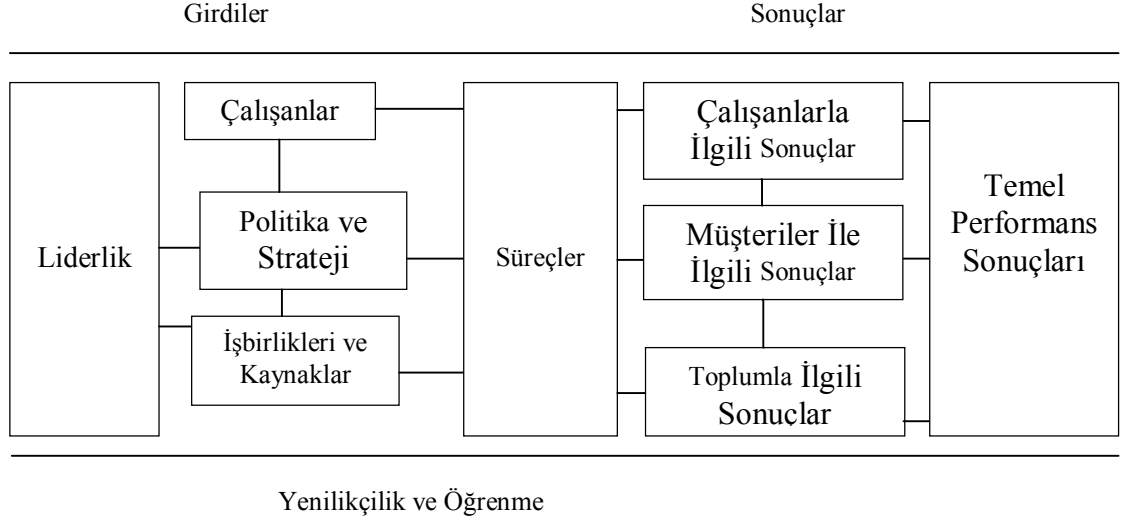 Girdiler
Sonuçlar
Liderlik
Çalışanlar
Politika ve
Strateji
İşbirlikleri ve
Kaynaklar
Süreçler
Çalışanlarla
İlgili Sonuçlar
Müşteriler İle
İlgili Sonuçlar
Toplumla İlgili
Sonuçlar
Temel
Performans
Sonuçları
Yenilikçilik ve Öğrenme